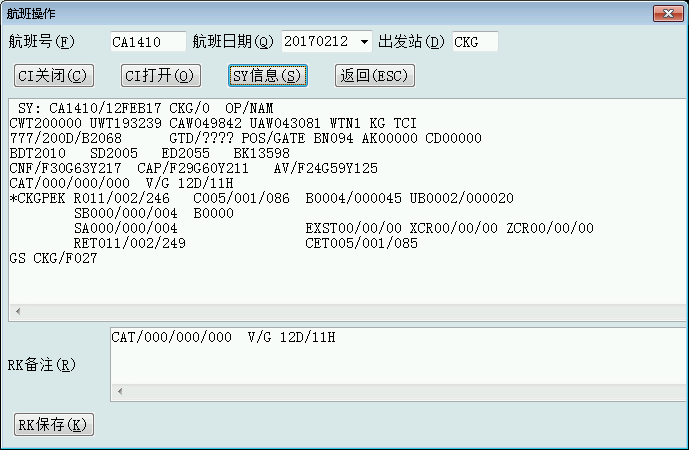 航班操作
航班号(F) CA1410 航班日期(Q) 20170212 出发站(D) CKG
CI关闭(C) CI打开(O) SY信息(S) 返回(ESC)
SY: CA1410/12FEB17 CKG/0 OP/NAM
CWT200000 UWT193239 CAW049842 UAW043081 WTN1 KG TCI
777/200D/B2068 GTD/???? POS/GATE BN094 AK00000 CD00000
BDT2010 SD2005 ED2055 BK13598
CNF/F30G63Y217 CAP/F29G60Y211 AV/F24G59Y125
CAT/000/000/000 V/G 12D/11H
*CKGPEK R011/002/246 C005/001/086 B0004/000045 UB0002/000020
SB000/000/004 B0000
SA000/000/004 EXST00/00/00 XCR00/00/00 ZCR00/00/00
RET011/002/249 CET005/001/085
GS CKG/F027
RK备注(R) CAT/000/000/000 V/G 12D/11H
RK保存(K)